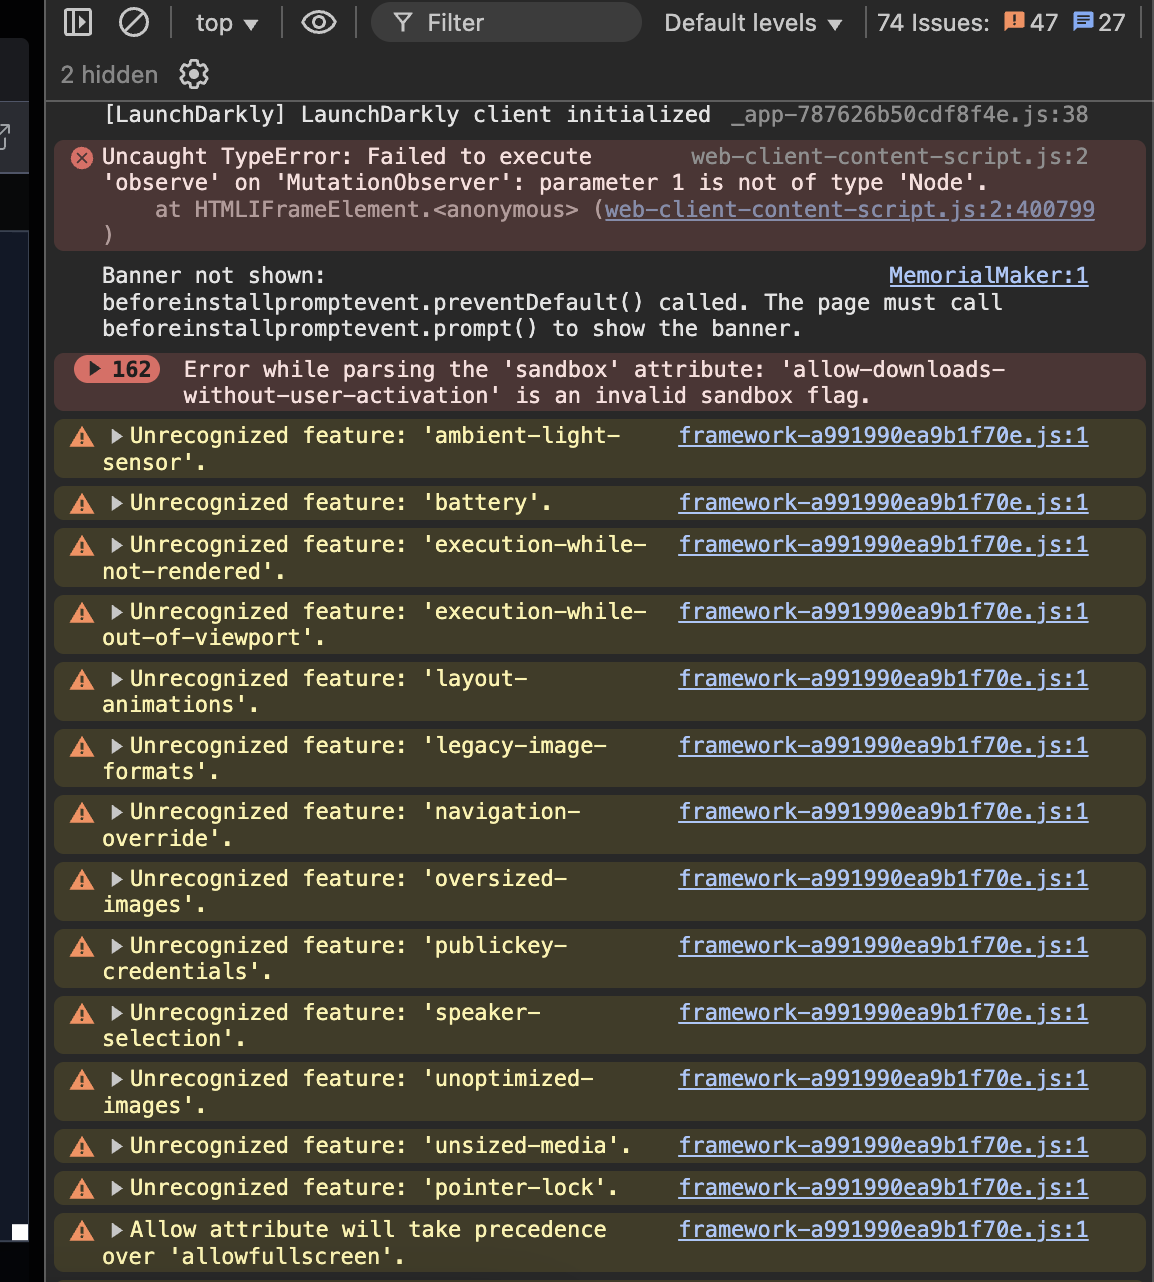 top ▼ Filter Default levels ▼ 74 Issues: 47 27
2 hidden
[LaunchDarkly] LaunchDarkly client initialized _app-787626b50cdf8f4e.js:38
Uncaught TypeError: Failed to execute web-client-content-script.js:2
'observe' on 'MutationObserver': parameter 1 is not of type 'Node'.
at HTMLIFrameElement.<anonymous> (web-client-content-script.js:2:400799
)
Banner not shown: MemorialMaker:1
beforeinstallpromptevent.preventDefault() called. The page must call
beforeinstallpromptevent.prompt() to show the banner.
162 Error while parsing the 'sandbox' attribute: 'allow-downloads-
without-user-activation' is an invalid sandbox flag.
Unrecognized feature: 'ambient-light- framework-a991990ea9b1f70e.js:1
sensor'.
Unrecognized feature: 'battery'. framework-a991990ea9b1f70e.js:1
Unrecognized feature: 'execution-while- framework-a991990ea9b1f70e.js:1
not-rendered'.
Unrecognized feature: 'execution-while- framework-a991990ea9b1f70e.js:1
out-of-viewport'.
Unrecognized feature: 'layout- framework-a991990ea9b1f70e.js:1
animations'.
Unrecognized feature: 'legacy-image- framework-a991990ea9b1f70e.js:1
formats'.
Unrecognized feature: 'navigation- framework-a991990ea9b1f70e.js:1
override'.
Unrecognized feature: 'oversized- framework-a991990ea9b1f70e.js:1
images'.
Unrecognized feature: 'publickey- framework-a991990ea9b1f70e.js:1
credentials'.
Unrecognized feature: 'speaker- framework-a991990ea9b1f70e.js:1
selection'.
Unrecognized feature: 'unoptimized- framework-a991990ea9b1f70e.js:1
images'.
Unrecognized feature: 'unsized-media'. framework-a991990ea9b1f70e.js:1
Unrecognized feature: 'pointer-lock'. framework-a991990ea9b1f70e.js:1
Allow attribute will take precedence framework-a991990ea9b1f70e.js:1
over 'allowfullscreen'.